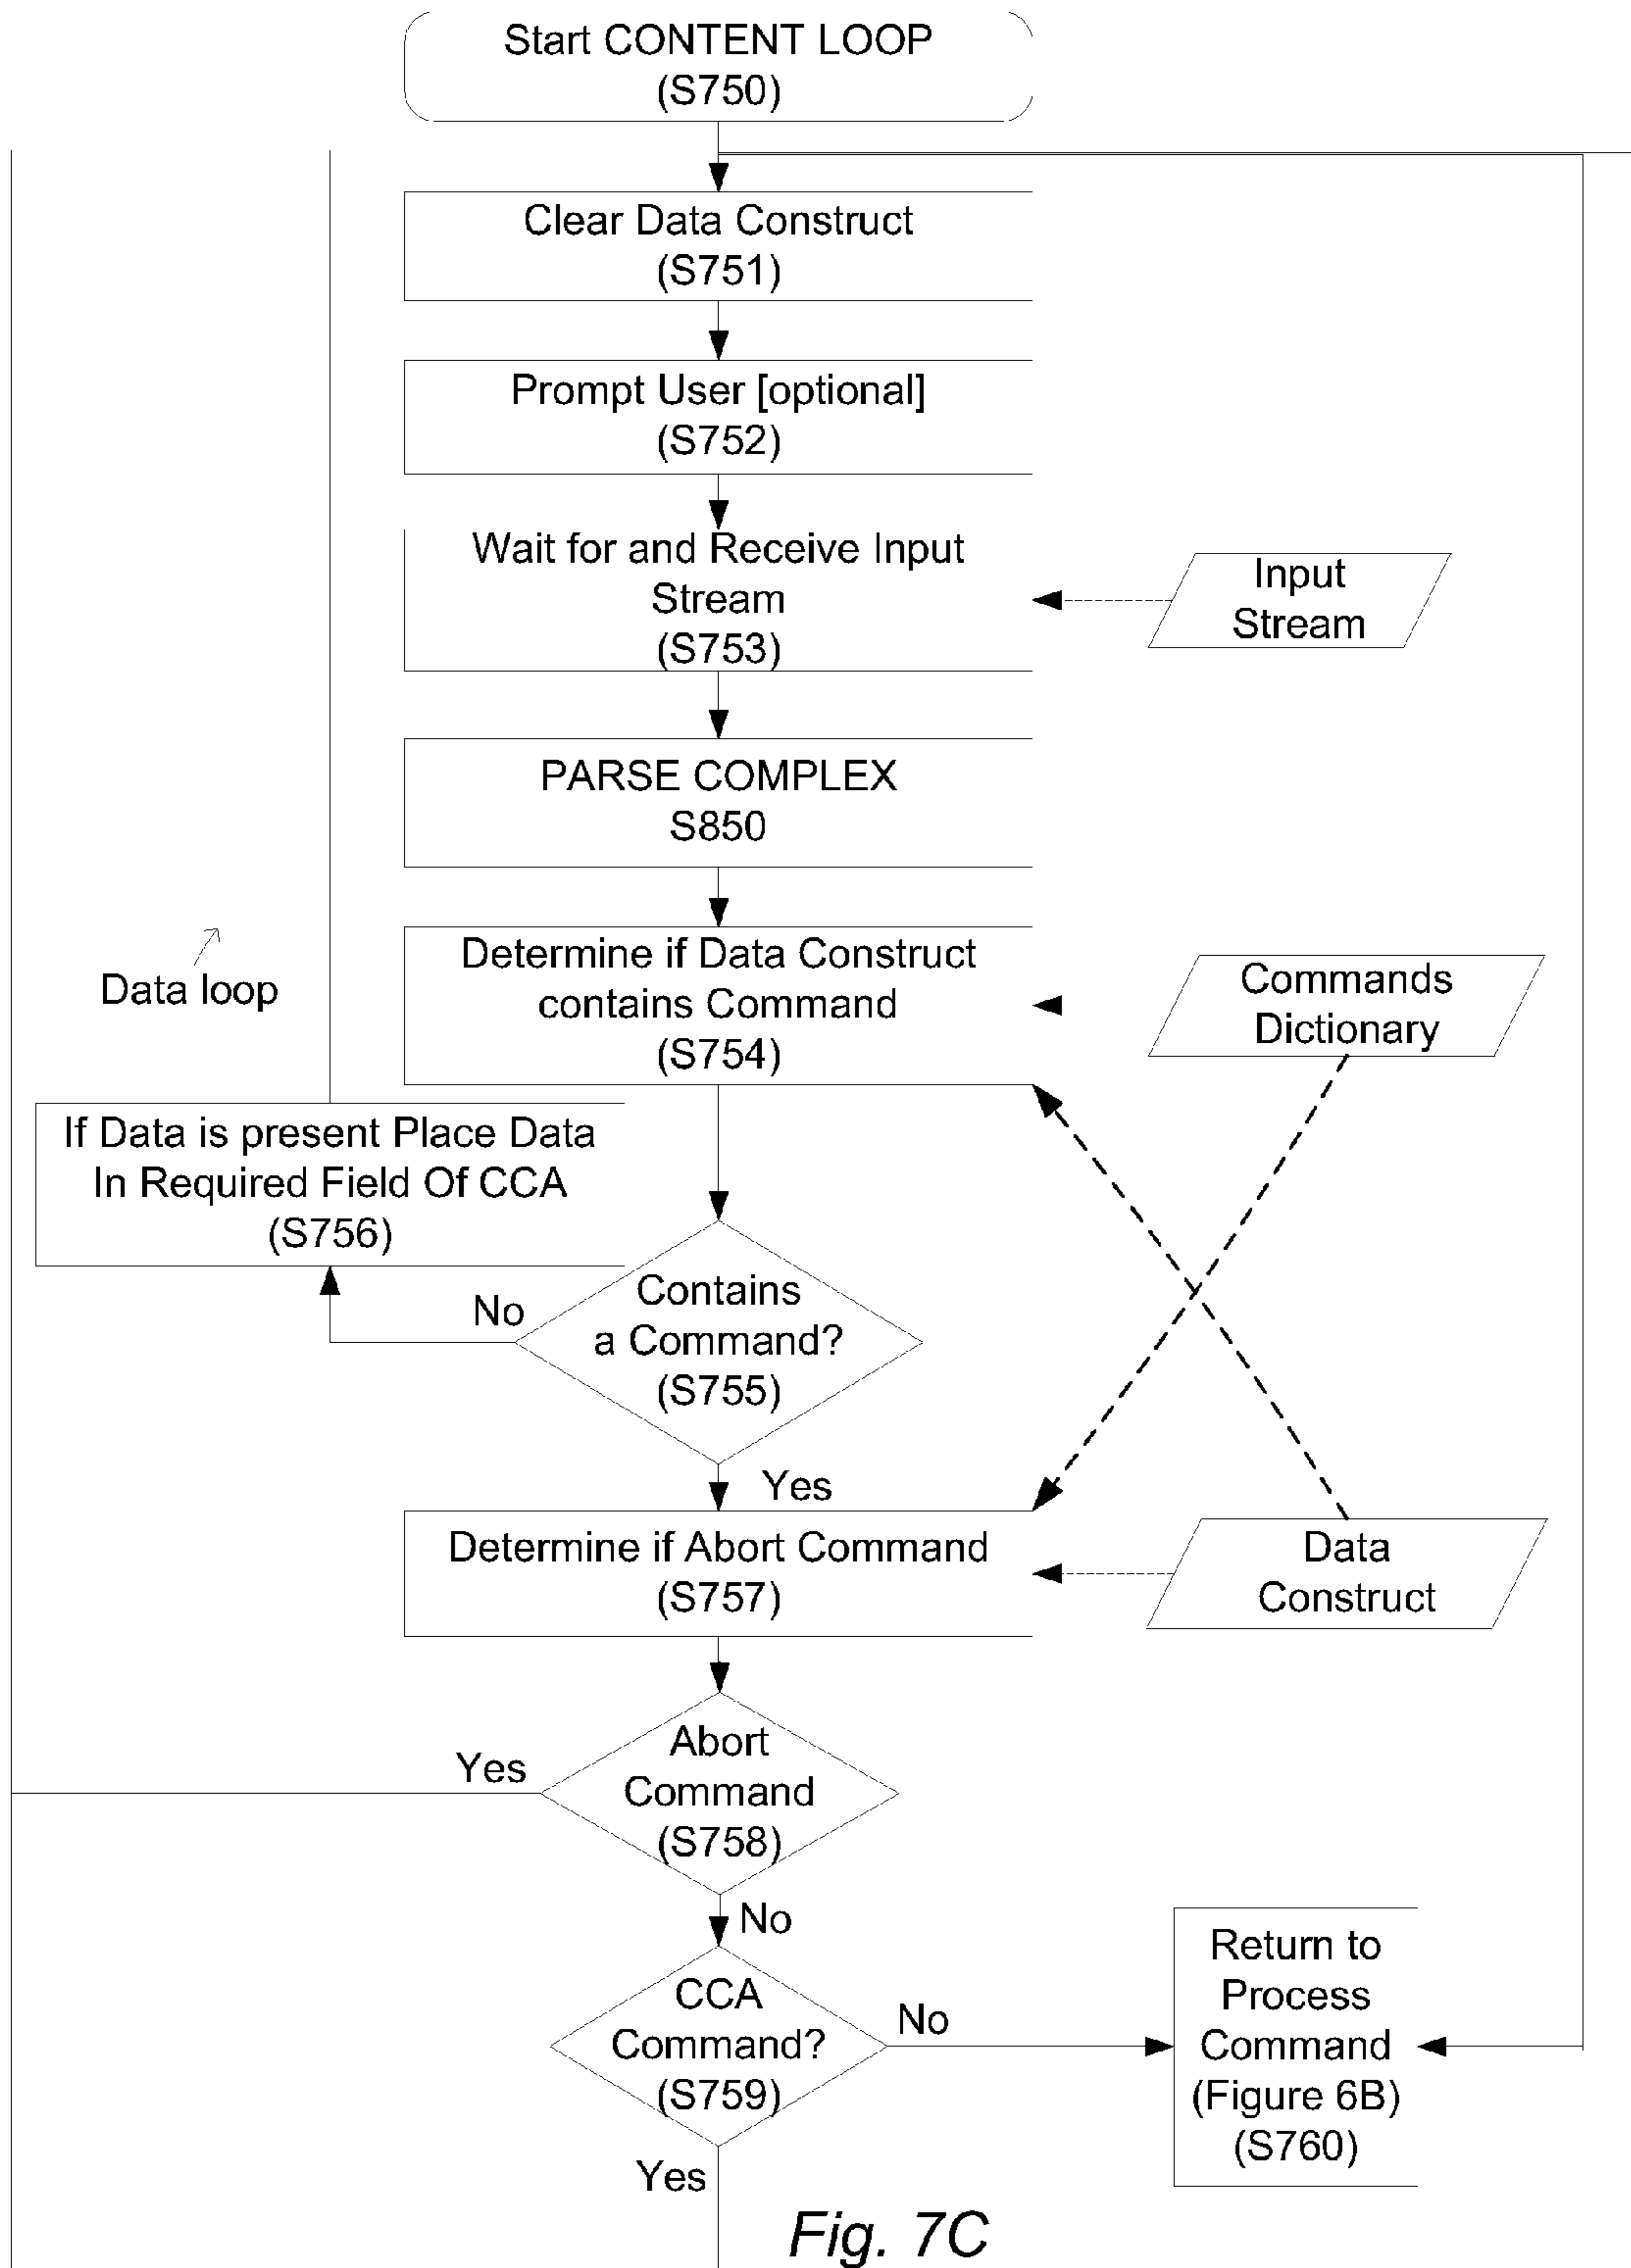 Start CONTENT LOOP
(S750)
Clear Data Construct
(S751)
Prompt User [optional]
(S752)
Wait for and Receive Input
Stream
(S753)
Input
Stream
PARSE COMPLEX
S850
Data loop
Determine if Data Construct
contains Command
(S754)
Commands
Dictionary
If Data is present Place Data
In Required Field Of CCA
(S756)
No
Contains
a Command?
(S755)
Yes
Determine if Abort Command
(S757)
Data
Construct
Yes
Abort
Command
(S758)
No
CCA
Command?
(S759)
No
Return to
Process
Command
(Figure 6B)
(S760)
Yes
Fig. 7C